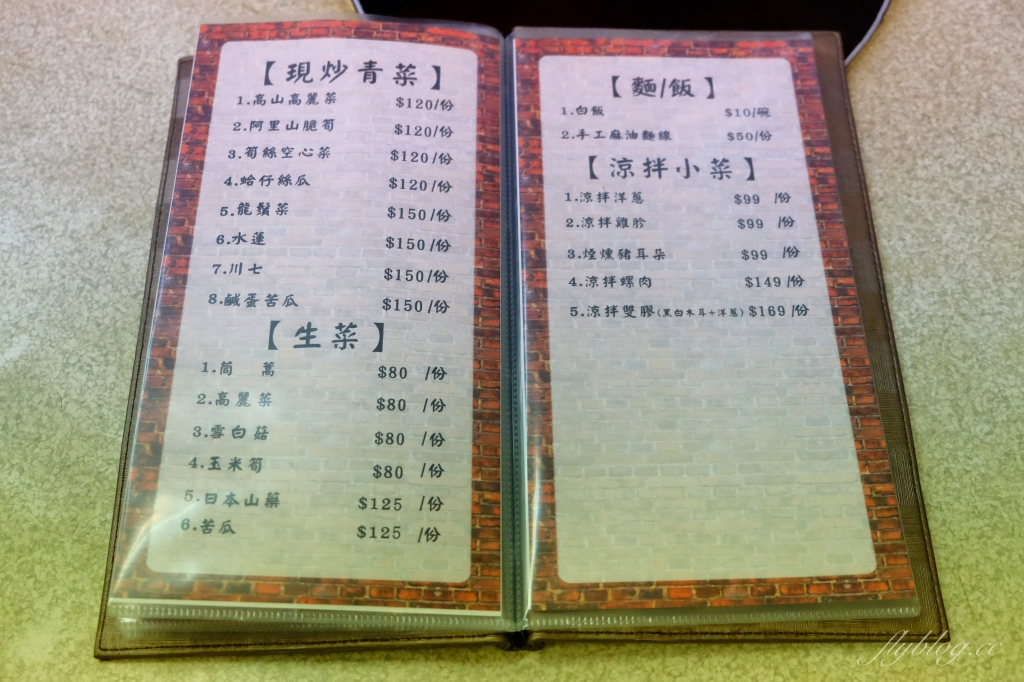 【現炒青菜】
1.高山高麗菜 $120/份
2.阿里山脆筍 $120/份
3.筍絲空心菜 $120/份
4.蛤仔絲瓜 $120/份
5.龍鬚菜 $150/份
6.水蓮 $150/份
7.川七 $150/份
8.鹹蛋苦瓜 $150/份
【生菜】
1.茼 蒿 $80 /份
2.高麗菜 $80 /份
3.雪白菇 $80 /份
4.玉米筍 $80 /份
5.日本山藥 $125 /份
6.苦瓜 $125 /份
【麵/飯】
1.白飯 $10/碗
2.手工麻油麵線 $50/份
【涼拌小菜】
1.涼拌洋蔥 $99 /份
2.涼拌雞胗 $99 /份
3.煙燻豬耳朵 $99 /份
4.涼拌螺肉 $149 /份
5.涼拌雙膠(黑白木耳+洋蔥) $169 /份
flyblog.cc